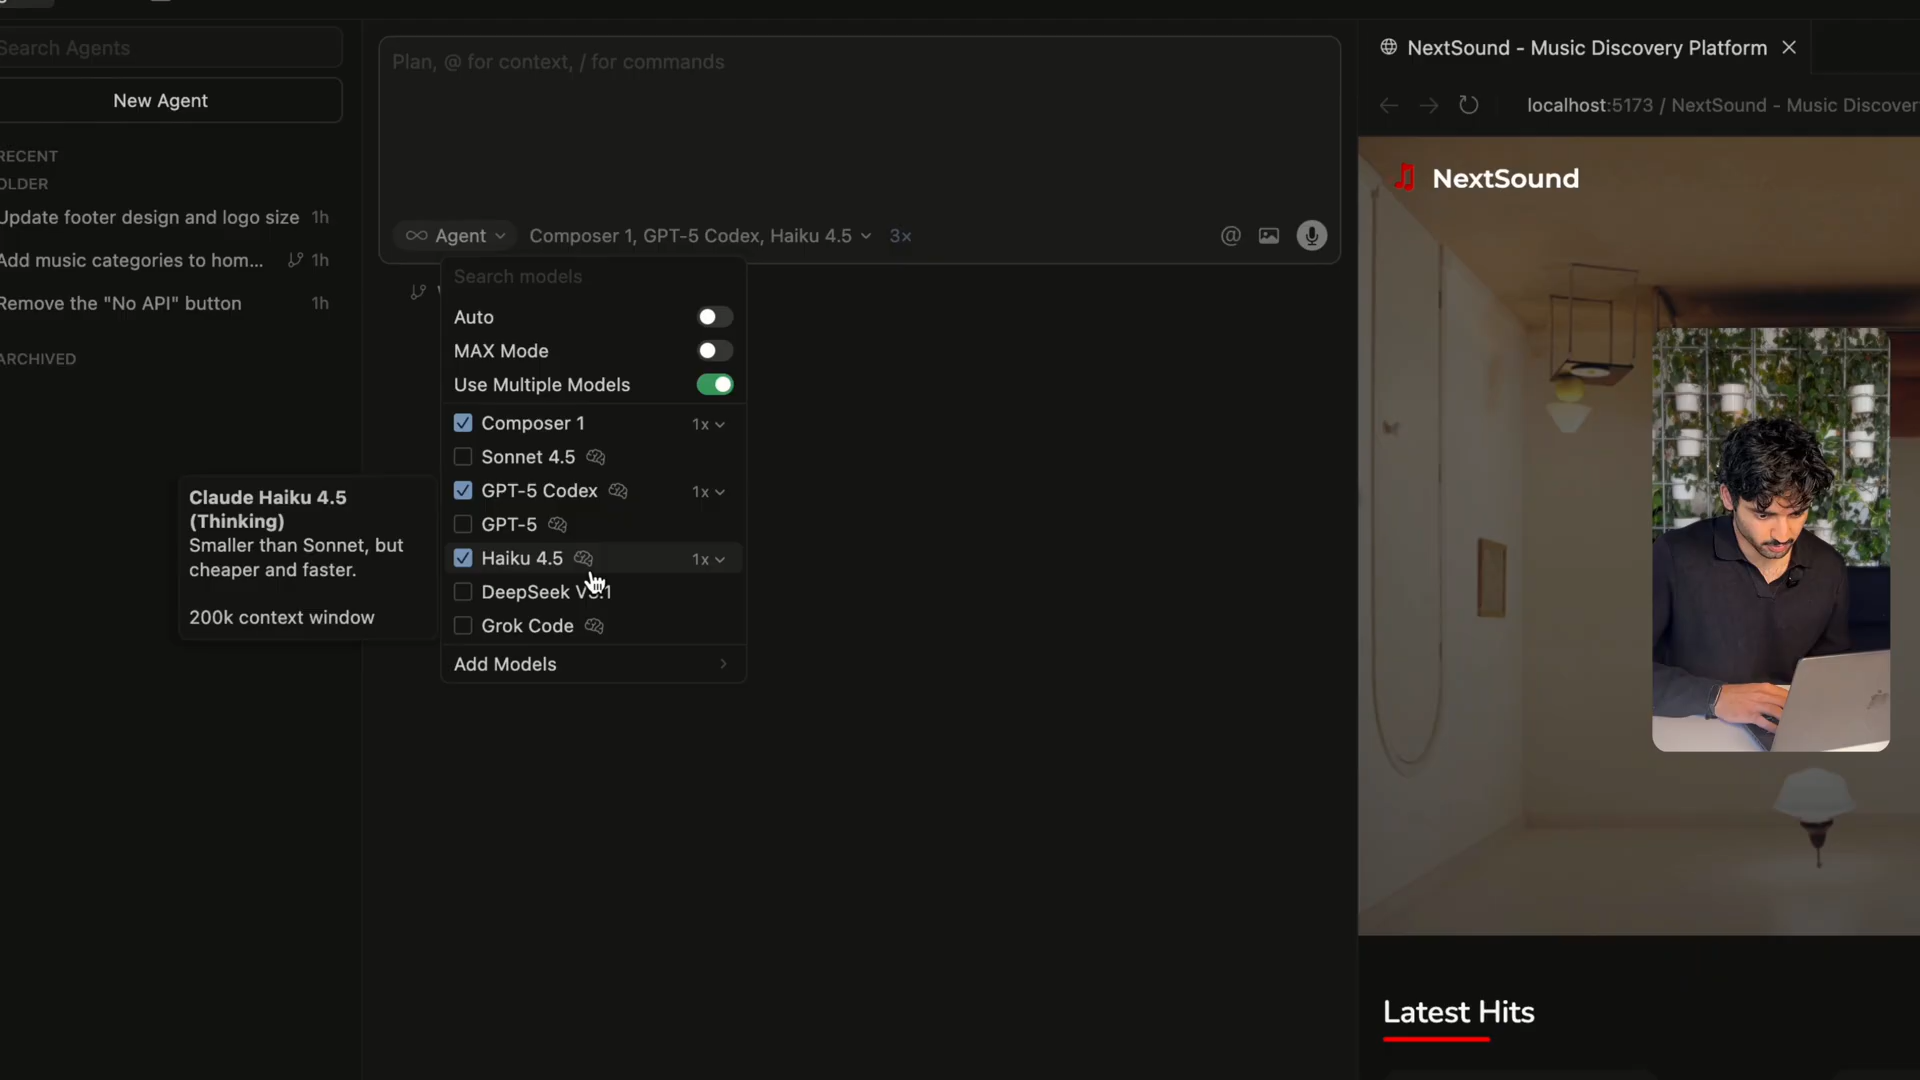 Search Agents
New Agent
RECENT
OLDER
Update footer design and logo size 1h
Add music categories to hom... 1h
Remove the "No API" button 1h
ARCHIVED
Plan, @ for context, / for commands
Agent Composer 1, GPT-5 Codex, Haiku 4.5 3×
Search models
Auto
MAX Mode
Use Multiple Models
Composer 1 1x
Sonnet 4.5
GPT-5 Codex 1x
GPT-5
Haiku 4.5 1x
DeepSeek
Grok Code
Add Models
Claude Haiku 4.5
(Thinking)
Smaller than Sonnet, but
cheaper and faster.
200k context window
NextSound - Music Discovery Platform
localhost:5173 / NextSound - Music Discover
NextSound
Latest Hits